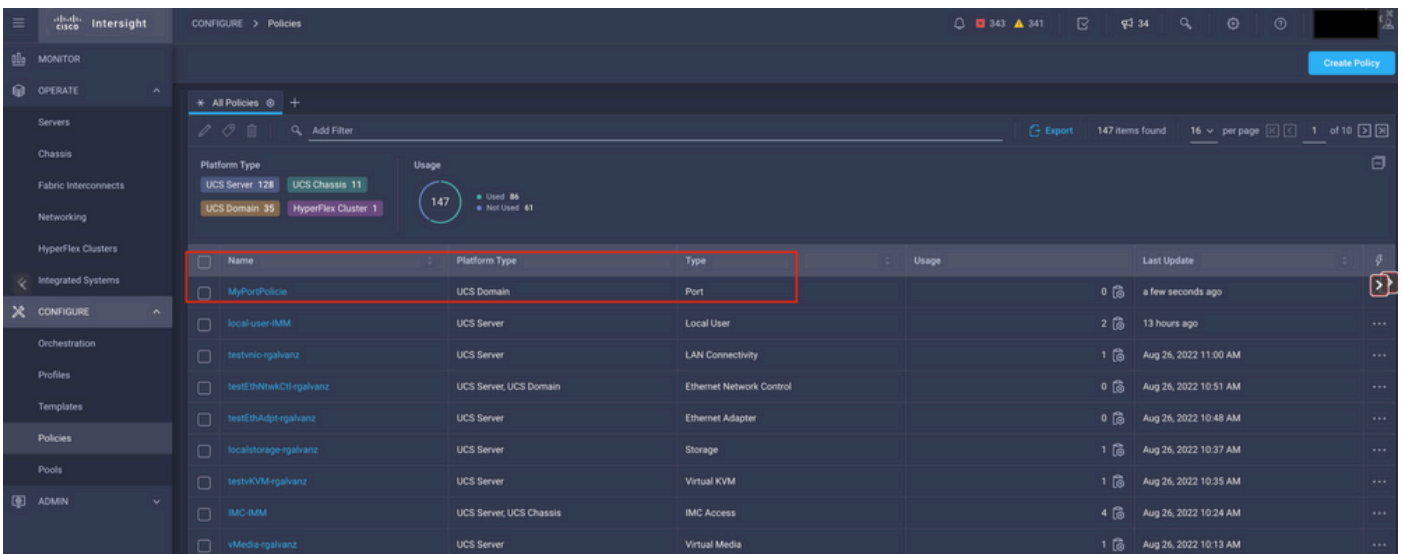 CISCO Intersight
CONFIGURE > Policies
343 341 34
MONITOR
Create Policy
OPERATE
All Policies
Servers
Add Filter
Export 147 items found 16 per page 1 of 10
Chassis
Platform Type Usage
Fabric Interconnects
UCS Server 128 UCS Chassis 11
147 Used 86
Not Used 61
UCS Domain 35 HyperFlex Cluster 1
Networking
HyperFlex Clusters
Name Platform Type Type Usage Last Update
Integrated Systems
MyPortPolicie UCS Domain Port 0 a few seconds ago
CONFIGURE
local-user-IMM UCS Server Local User 2 13 hours ago
Orchestration
testvnic-rgalvanz UCS Server LAN Connectivity 1 Aug 26, 2022 11:00 AM
Profiles
testEthNtwkCtl-rgalvanz UCS Server, UCS Domain Ethernet Network Control 0 Aug 26, 2022 10:51 AM
Templates
testEthAdpt-rgalvanz UCS Server Ethernet Adapter 0 Aug 26, 2022 10:48 AM
Policies
localstorage-rgalvanz UCS Server Storage 1 Aug 26, 2022 10:37 AM
Pools
testvKVM-rgalvanz UCS Server Virtual KVM 1 Aug 26, 2022 10:35 AM
ADMIN
IMC-IMM UCS Server, UCS Chassis IMC Access 4 Aug 26, 2022 10:24 AM
vMedia-rgalvanz UCS Server Virtual Media 1 Aug 26, 2022 10:13 AM